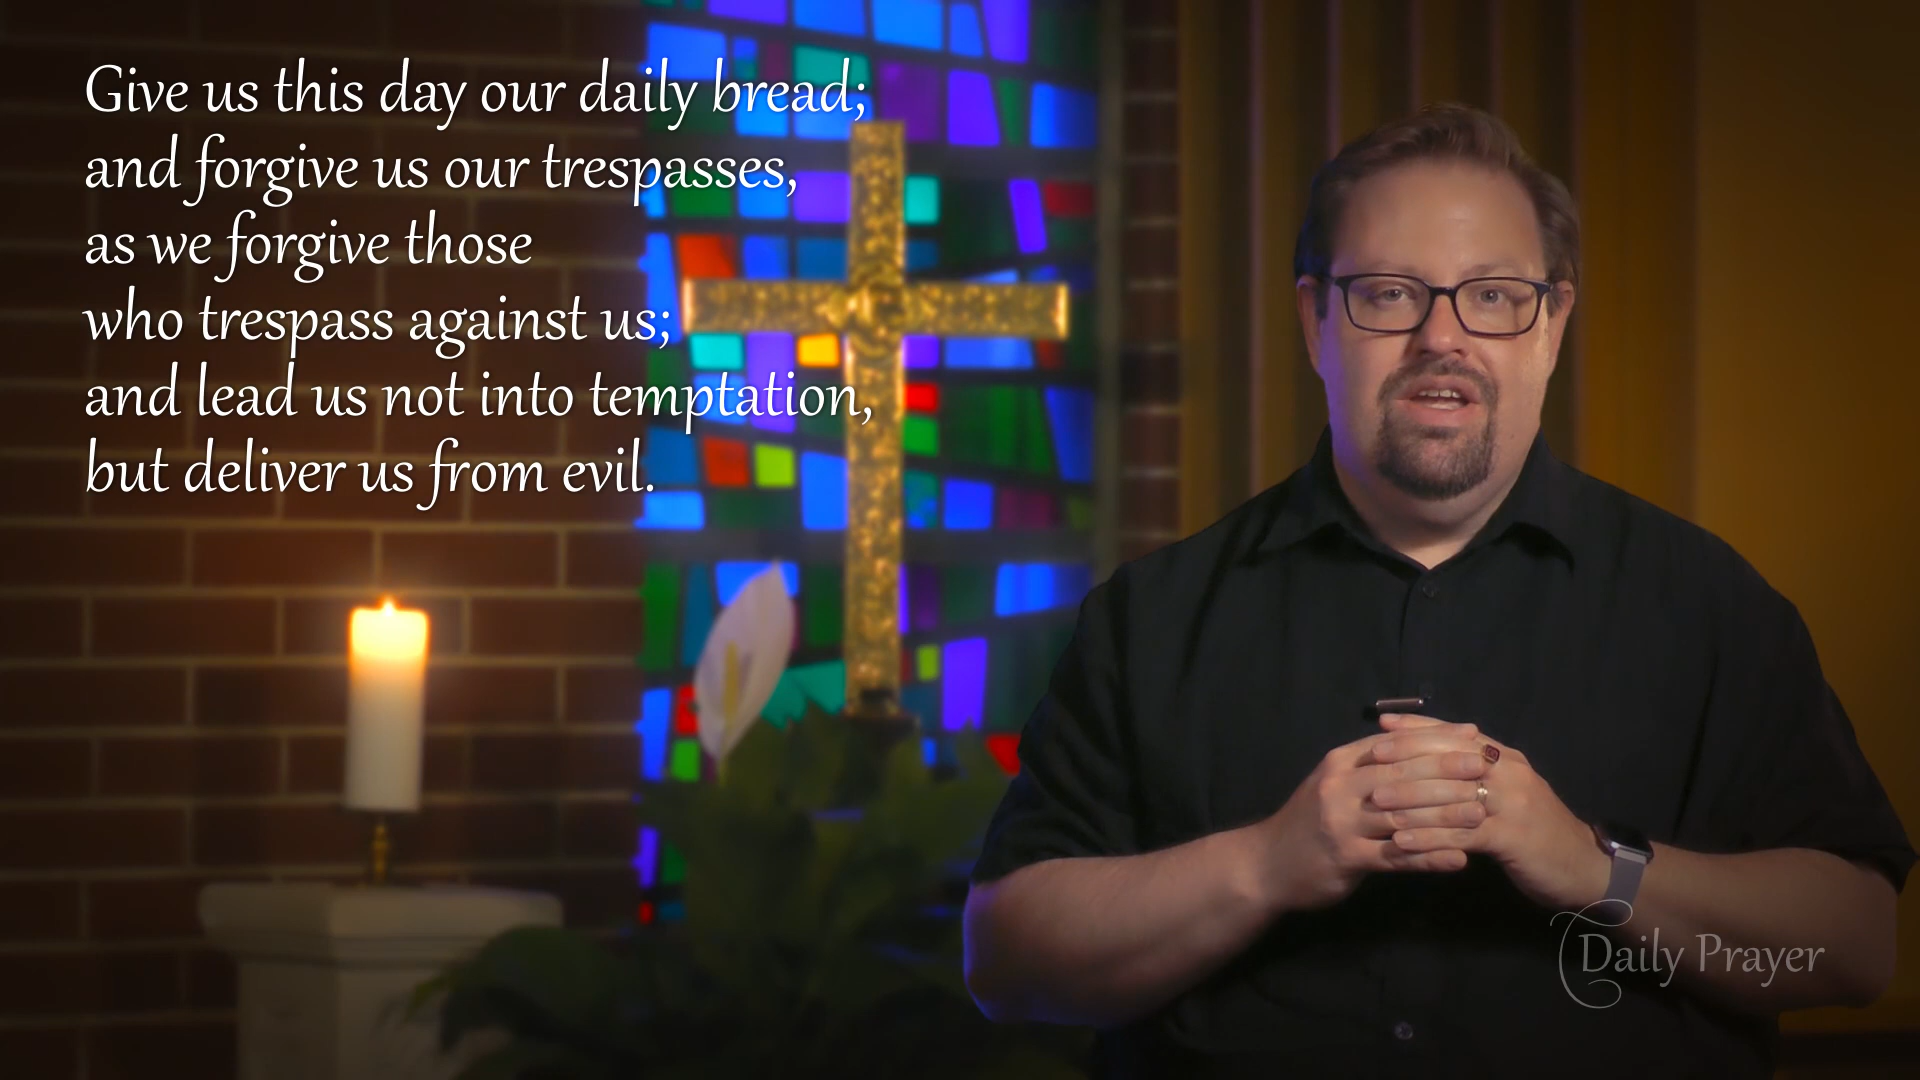 Give us this day our daily bread;
and forgive us our trespasses,
as we forgive those
who trespass against us;
and lead us not into temptation,
but deliver us from evil.
Daily Prayer